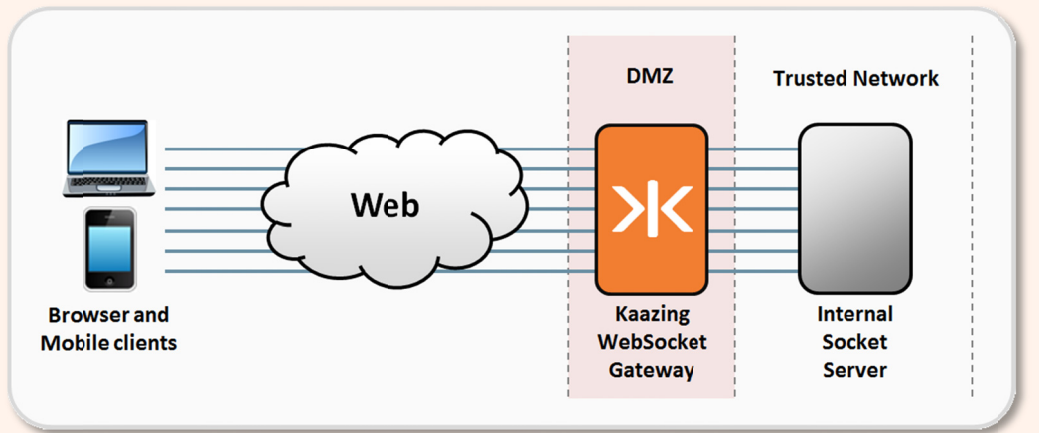 DMZ
Trusted Network
Web
Browser and
Mobile clients
Kaazing
WebSocket
Gateway
Internal
Socket
Server